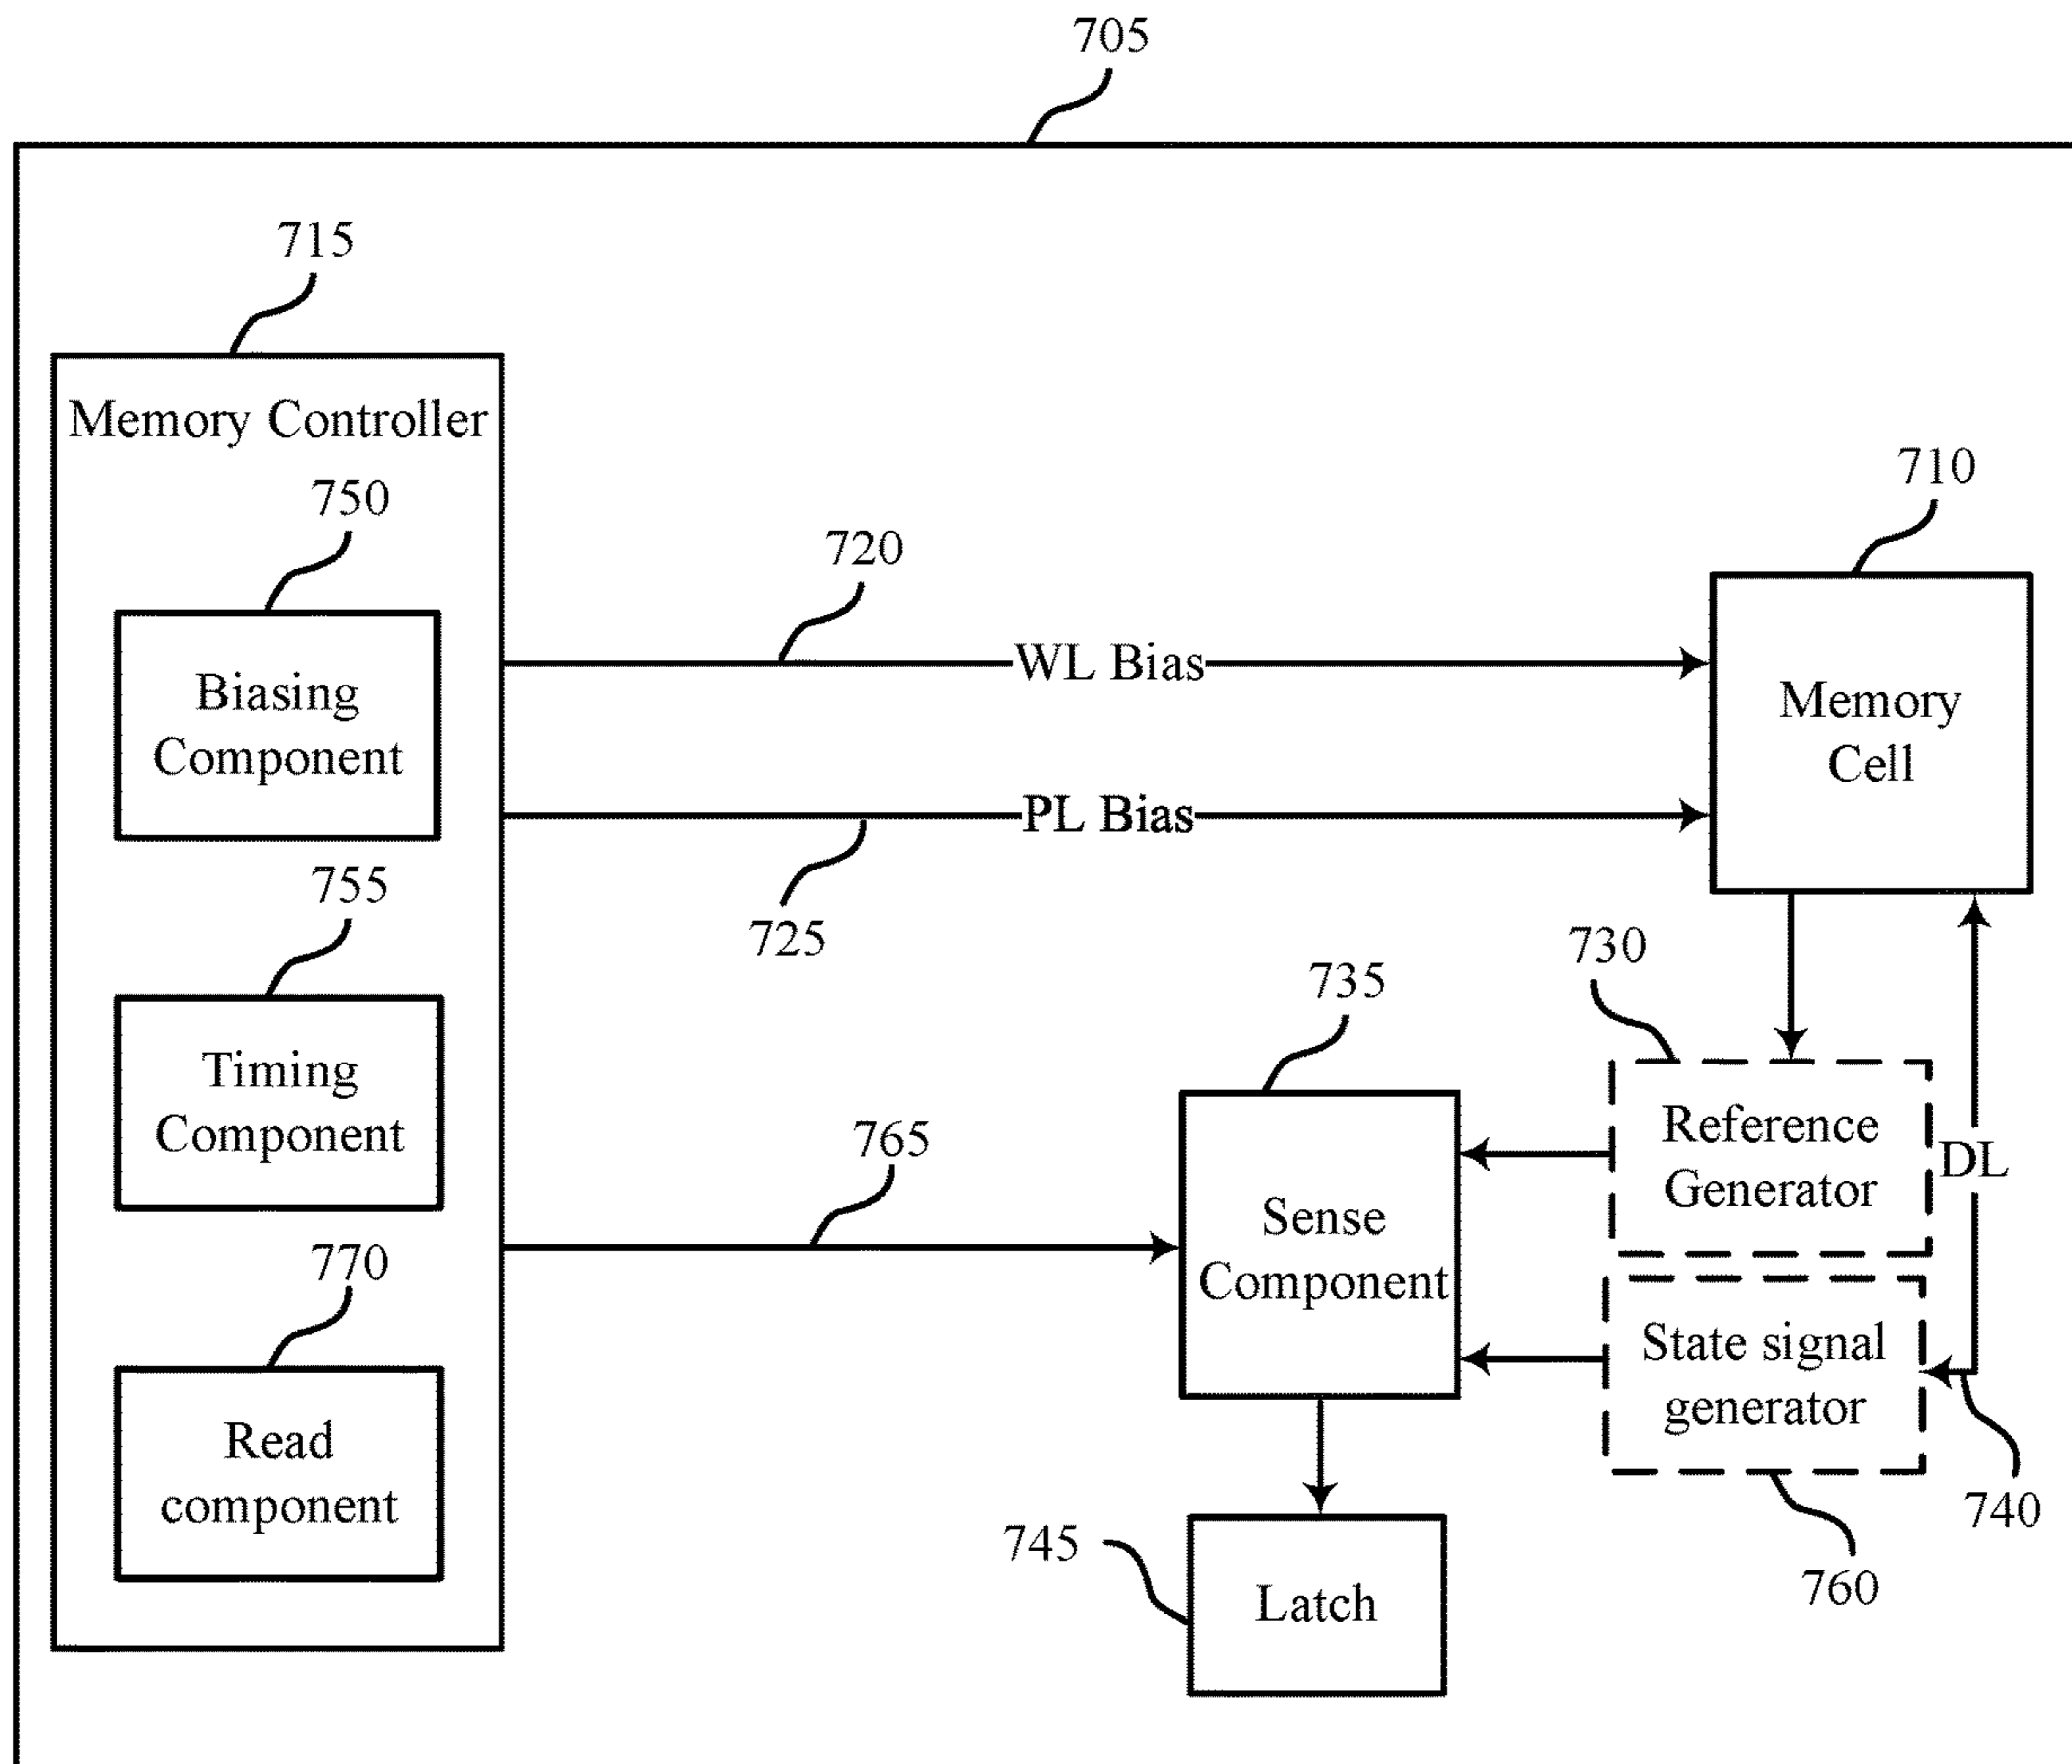 705
715
Memory Controller
750
Biasing
Component
755
Timing
Component
770
Read
component
720
WL Bias
PL Bias
725
710
Memory
Cell
730
735
Reference
Generator
DL
765
Sense
Component
State signal
generator
740
760
745
Latch